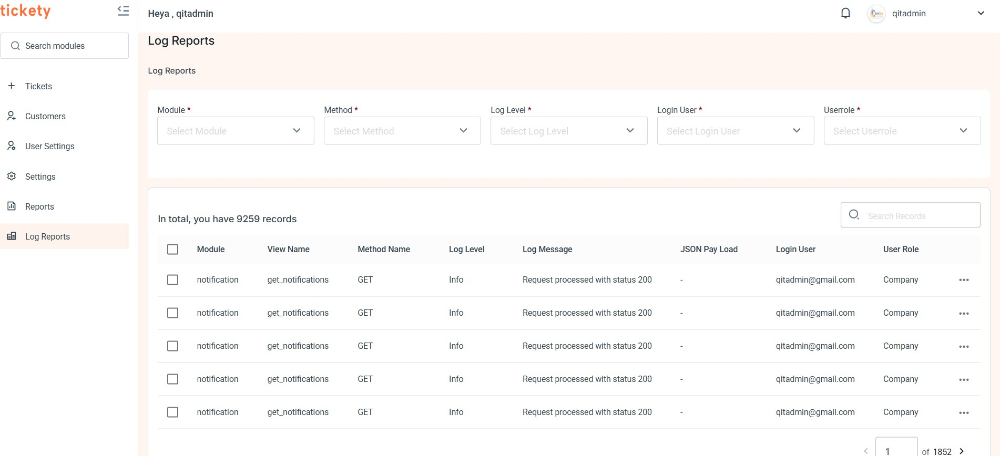 tickety
Heya , qitadmin
qitadmin
Search modules
Tickets
Customers
User Settings
Settings
Reports
Log Reports
Log Reports
Log Reports
Module * Method * Log Level * Login User * Userrole *
Select Module Select Method Select Log Level Select Login User Select Userrole
In total, you have 9259 records
Search Records
Module View Name Method Name Log Level Log Message JSON Pay Load Login User User Role
notification get_notifications GET Info Request processed with status 200 - qitadmin@gmail.com Company •••
notification get_notifications GET Info Request processed with status 200 - qitadmin@gmail.com Company •••
notification get_notifications GET Info Request processed with status 200 - qitadmin@gmail.com Company •••
notification get_notifications GET Info Request processed with status 200 - qitadmin@gmail.com Company •••
notification get_notifications GET Info Request processed with status 200 - qitadmin@gmail.com Company •••
1 of 1852